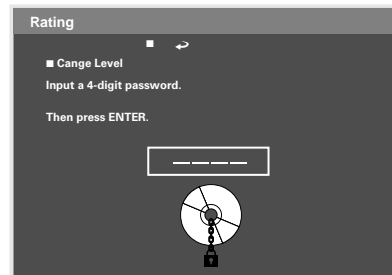 Rating
■ Cange Level
Input a 4-digit password.
Then press ENTER.